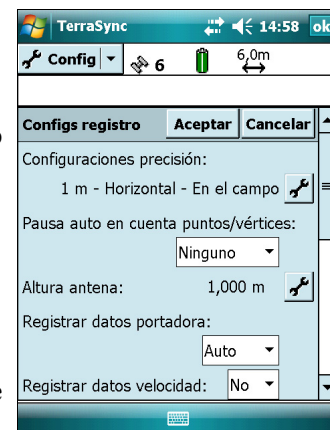 TerraSync 14:58 ok
Config 6 6,0m
Configs registro Aceptar Cancelar
Configuraciones precisión:
1 m - Horizontal - En el campo
Pausa auto en cuenta puntos/vértices:
Ninguno
Altura antena: 1,000 m
Registrar datos portadora:
Auto
Registrar datos velocidad: No